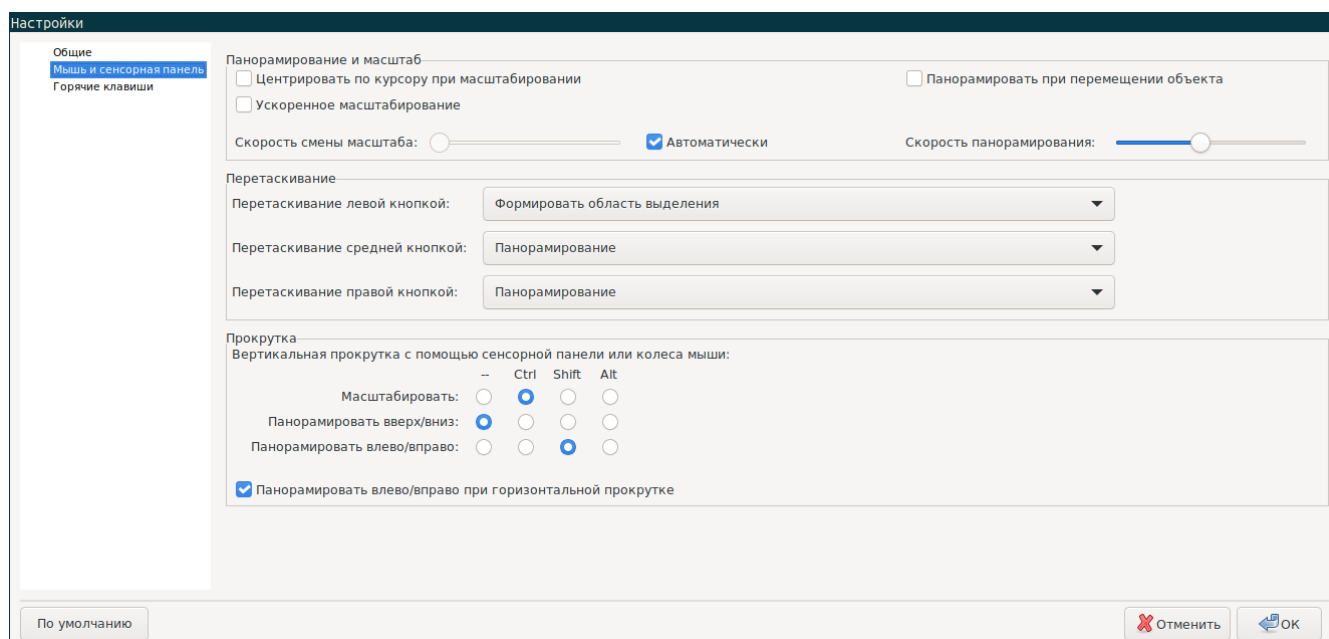 Настройки
Общие
Мышь и сенсорная панель
Горячие клавиши
Панорамирование и масштаб
Центрировать по курсору при масштабировании
Панорамировать при перемещении объекта
Ускоренное масштабирование
Скорость смены масштаба:
Автоматически
Скорость панорамирования:
Перетаскивание
Перетаскивание левой кнопкой: Формировать область выделения
Перетаскивание средней кнопкой: Панорамирование
Перетаскивание правой кнопкой: Панорамирование
Прокрутка
Вертикальная прокрутка с помощью сенсорной панели или колеса мыши:
-- Ctrl Shift Alt
Масштабировать:
Панорамировать вверх/вниз:
Панорамировать влево/вправо:
Панорамировать влево/вправо при горизонтальной прокрутке
По умолчанию
Отменить
ОК